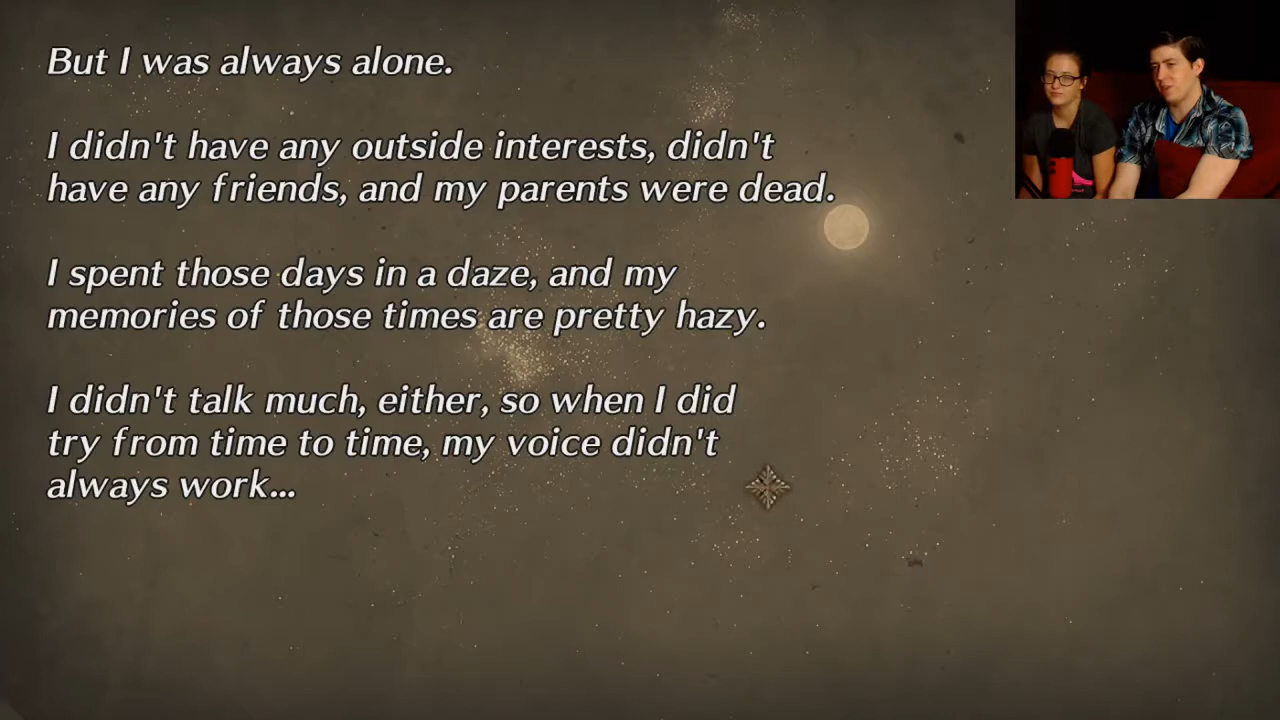 But I was always alone.
I didn't have any outside interests, didn't
have any friends, and my parents were dead.
I spent those days in a daze, and my
memories of those times are pretty hazy.
I didn't talk much, either, so when I did
try from time to time, my voice didn't
always work...